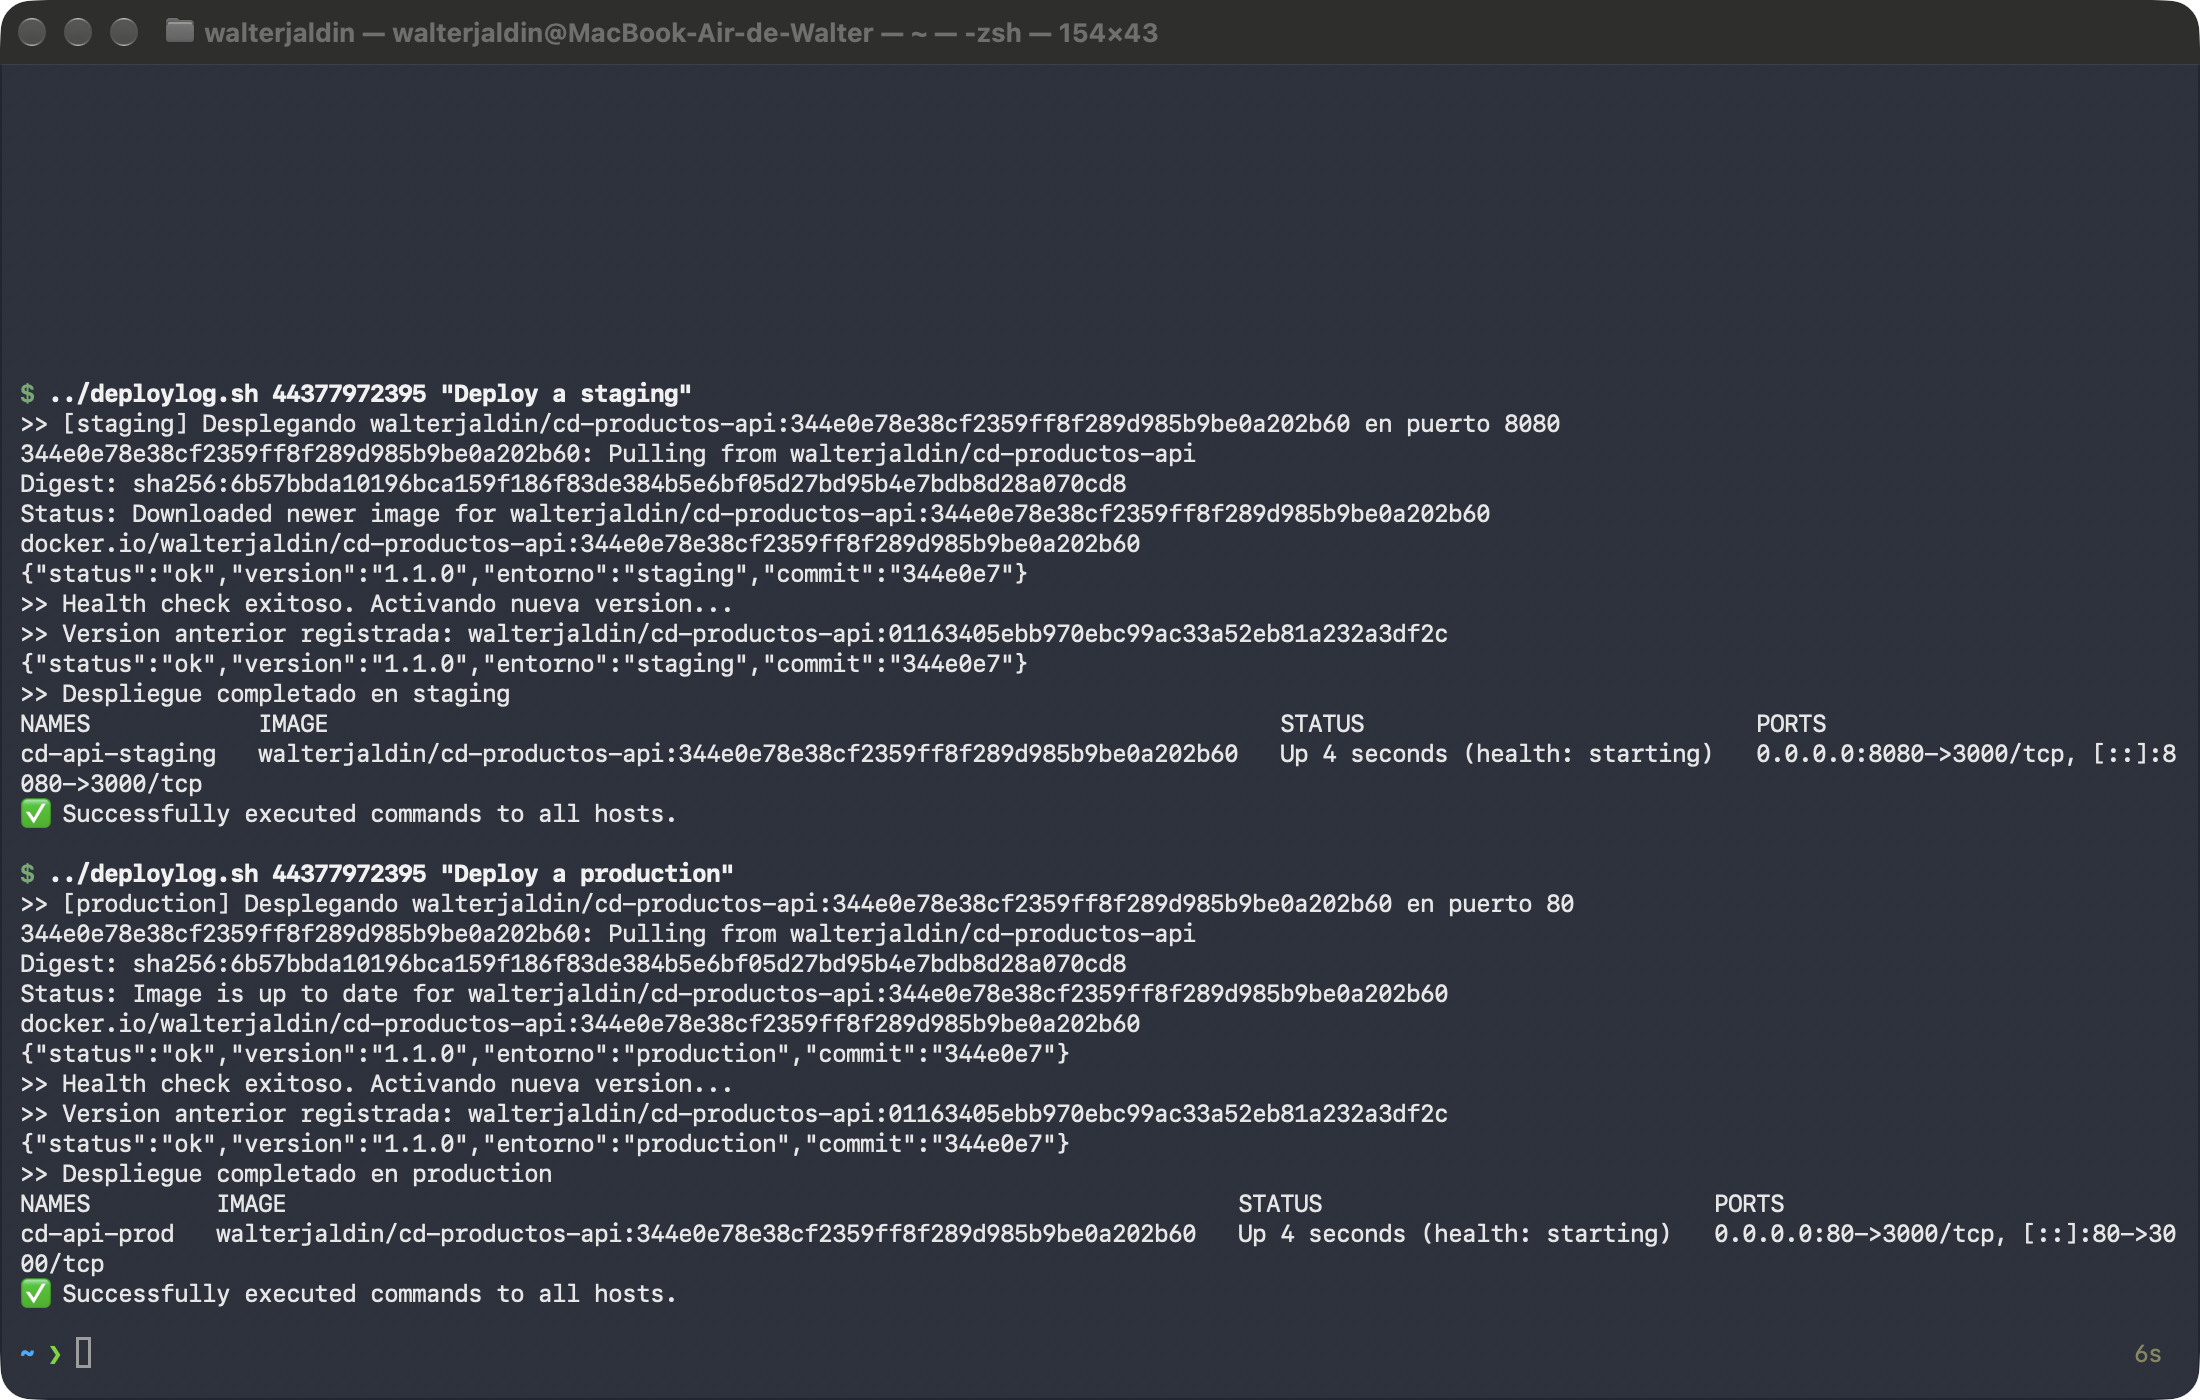 walterjaldin — walterjaldin@MacBook-Air-de-Walter — ~ — -zsh — 154×43
$ ../deploylog.sh 44377972395 "Deploy a staging"
>> [staging] Desplegando walterjaldin/cd-productos-api:344e0e78e38cf2359ff8f289d985b9be0a202b60 en puerto 8080
344e0e78e38cf2359ff8f289d985b9be0a202b60: Pulling from walterjaldin/cd-productos-api
Digest: sha256:6b57bbda10196bca159f186f83de384b5e6bf05d27bd95b4e7bdb8d28a070cd8
Status: Downloaded newer image for walterjaldin/cd-productos-api:344e0e78e38cf2359ff8f289d985b9be0a202b60
docker.io/walterjaldin/cd-productos-api:344e0e78e38cf2359ff8f289d985b9be0a202b60
{"status":"ok","version":"1.1.0","entorno":"staging","commit":"344e0e7"}
>> Health check exitoso. Activando nueva version...
>> Version anterior registrada: walterjaldin/cd-productos-api:01163405ebb970ebc99ac33a52eb81a232a3df2c
{"status":"ok","version":"1.1.0","entorno":"staging","commit":"344e0e7"}
>> Despliegue completado en staging
NAMES            IMAGE                                                                    STATUS                            PORTS
cd-api-staging   walterjaldin/cd-productos-api:344e0e78e38cf2359ff8f289d985b9be0a202b60   Up 4 seconds (health: starting)   0.0.0.0:8080->3000/tcp, [::]:8
080->3000/tcp
✅ Successfully executed commands to all hosts.
$ ../deploylog.sh 44377972395 "Deploy a production"
>> [production] Desplegando walterjaldin/cd-productos-api:344e0e78e38cf2359ff8f289d985b9be0a202b60 en puerto 80
344e0e78e38cf2359ff8f289d985b9be0a202b60: Pulling from walterjaldin/cd-productos-api
Digest: sha256:6b57bbda10196bca159f186f83de384b5e6bf05d27bd95b4e7bdb8d28a070cd8
Status: Image is up to date for walterjaldin/cd-productos-api:344e0e78e38cf2359ff8f289d985b9be0a202b60
docker.io/walterjaldin/cd-productos-api:344e0e78e38cf2359ff8f289d985b9be0a202b60
{"status":"ok","version":"1.1.0","entorno":"production","commit":"344e0e7"}
>> Health check exitoso. Activando nueva version...
>> Version anterior registrada: walterjaldin/cd-productos-api:01163405ebb970ebc99ac33a52eb81a232a3df2c
{"status":"ok","version":"1.1.0","entorno":"production","commit":"344e0e7"}
>> Despliegue completado en production
NAMES         IMAGE                                                                    STATUS                            PORTS
cd-api-prod   walterjaldin/cd-productos-api:344e0e78e38cf2359ff8f289d985b9be0a202b60   Up 4 seconds (health: starting)   0.0.0.0:80->3000/tcp, [::]:80->30
00/tcp
✅ Successfully executed commands to all hosts.
~ ❯ 6s